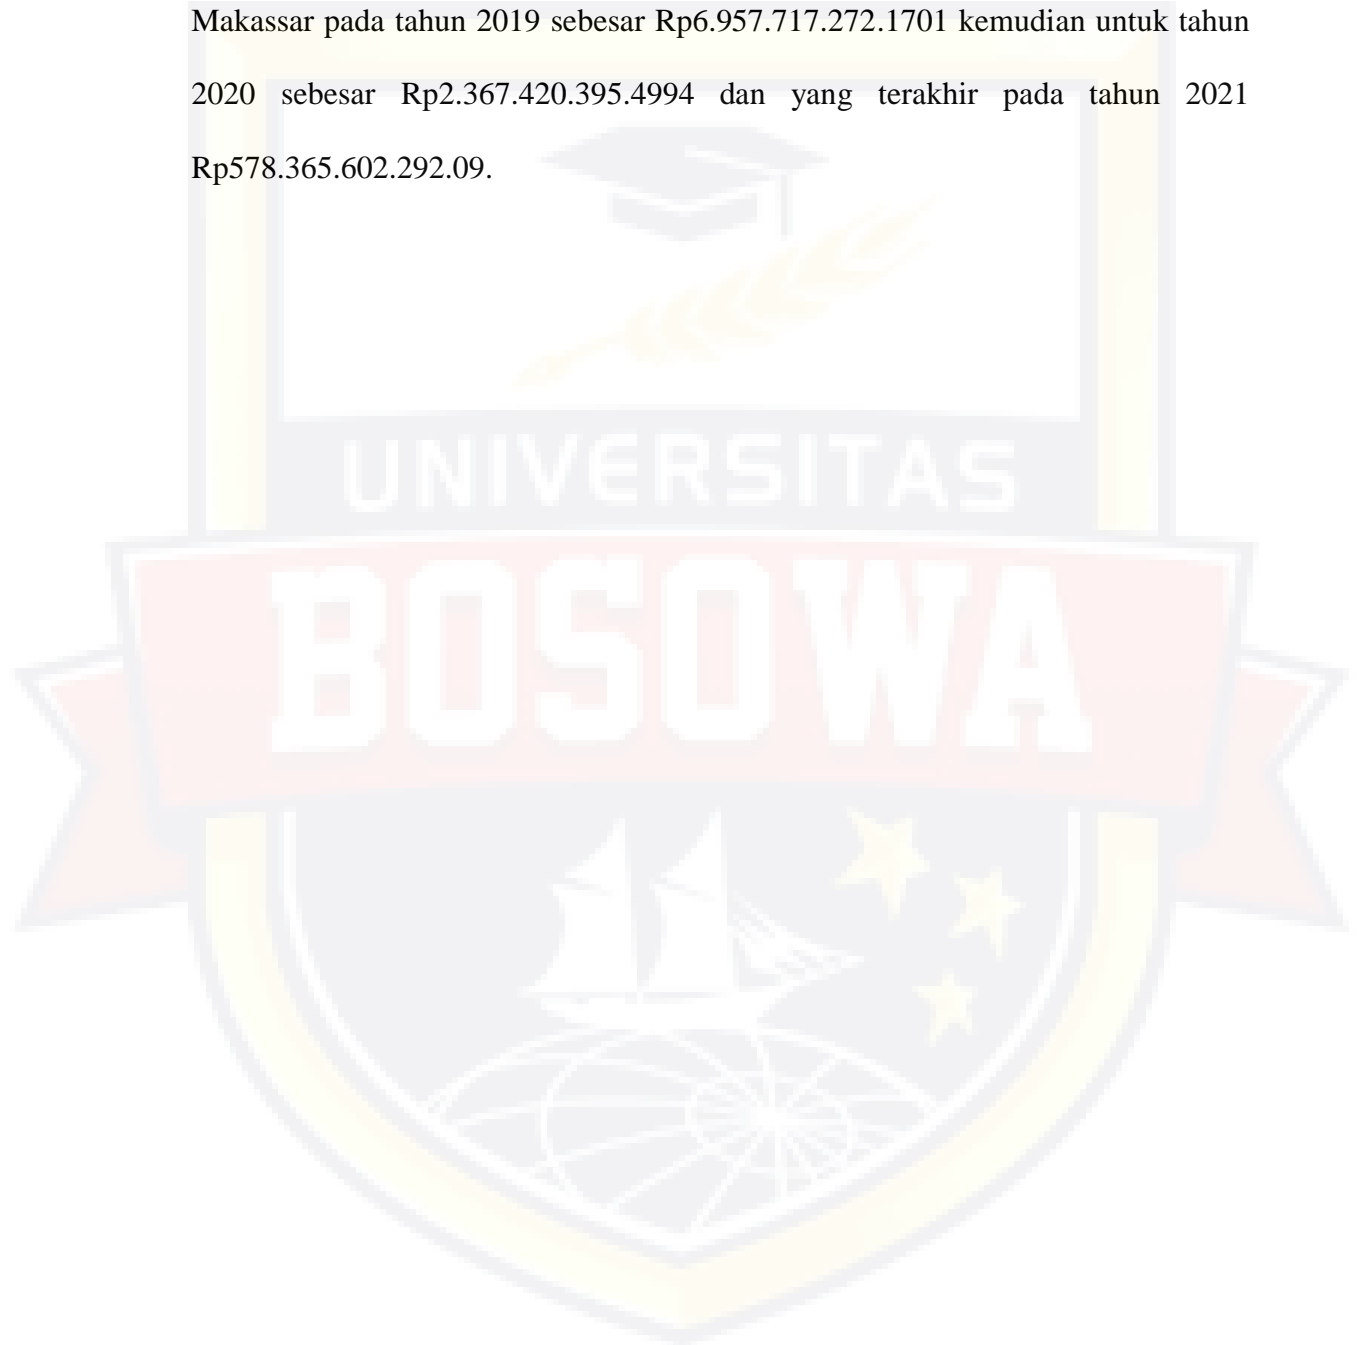 Makassar pada tahun 2019 sebesar Rp6.957.717.272.1701 kemudian untuk tahun
2020 sebesar Rp2.367.420.395.4994 dan yang terakhir pada tahun 2021
Rp578.365.602.292.09.
UNIVERSITAS
BOSOWA